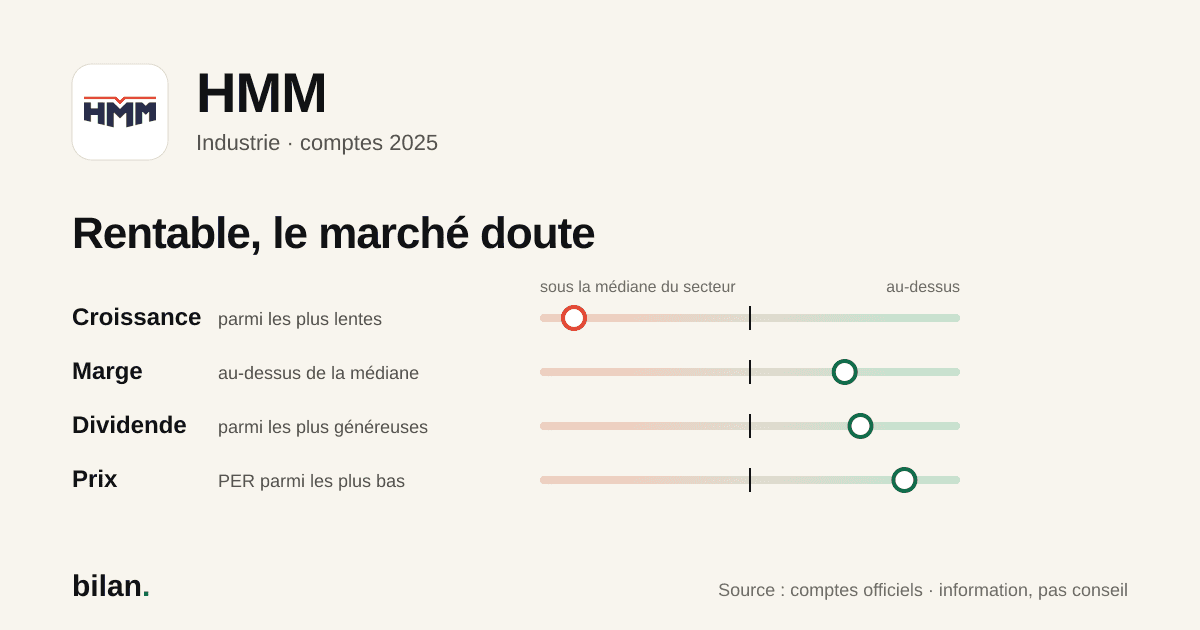 HMM
HMM
Industrie · comptes 2025
Rentable, le marché doute
sous la médiane du secteur au-dessus
Croissance parmi les plus lentes
Marge au-dessus de la médiane
Dividende parmi les plus généreuses
Prix PER parmi les plus bas
bilan.
Source : comptes officiels · information, pas conseil